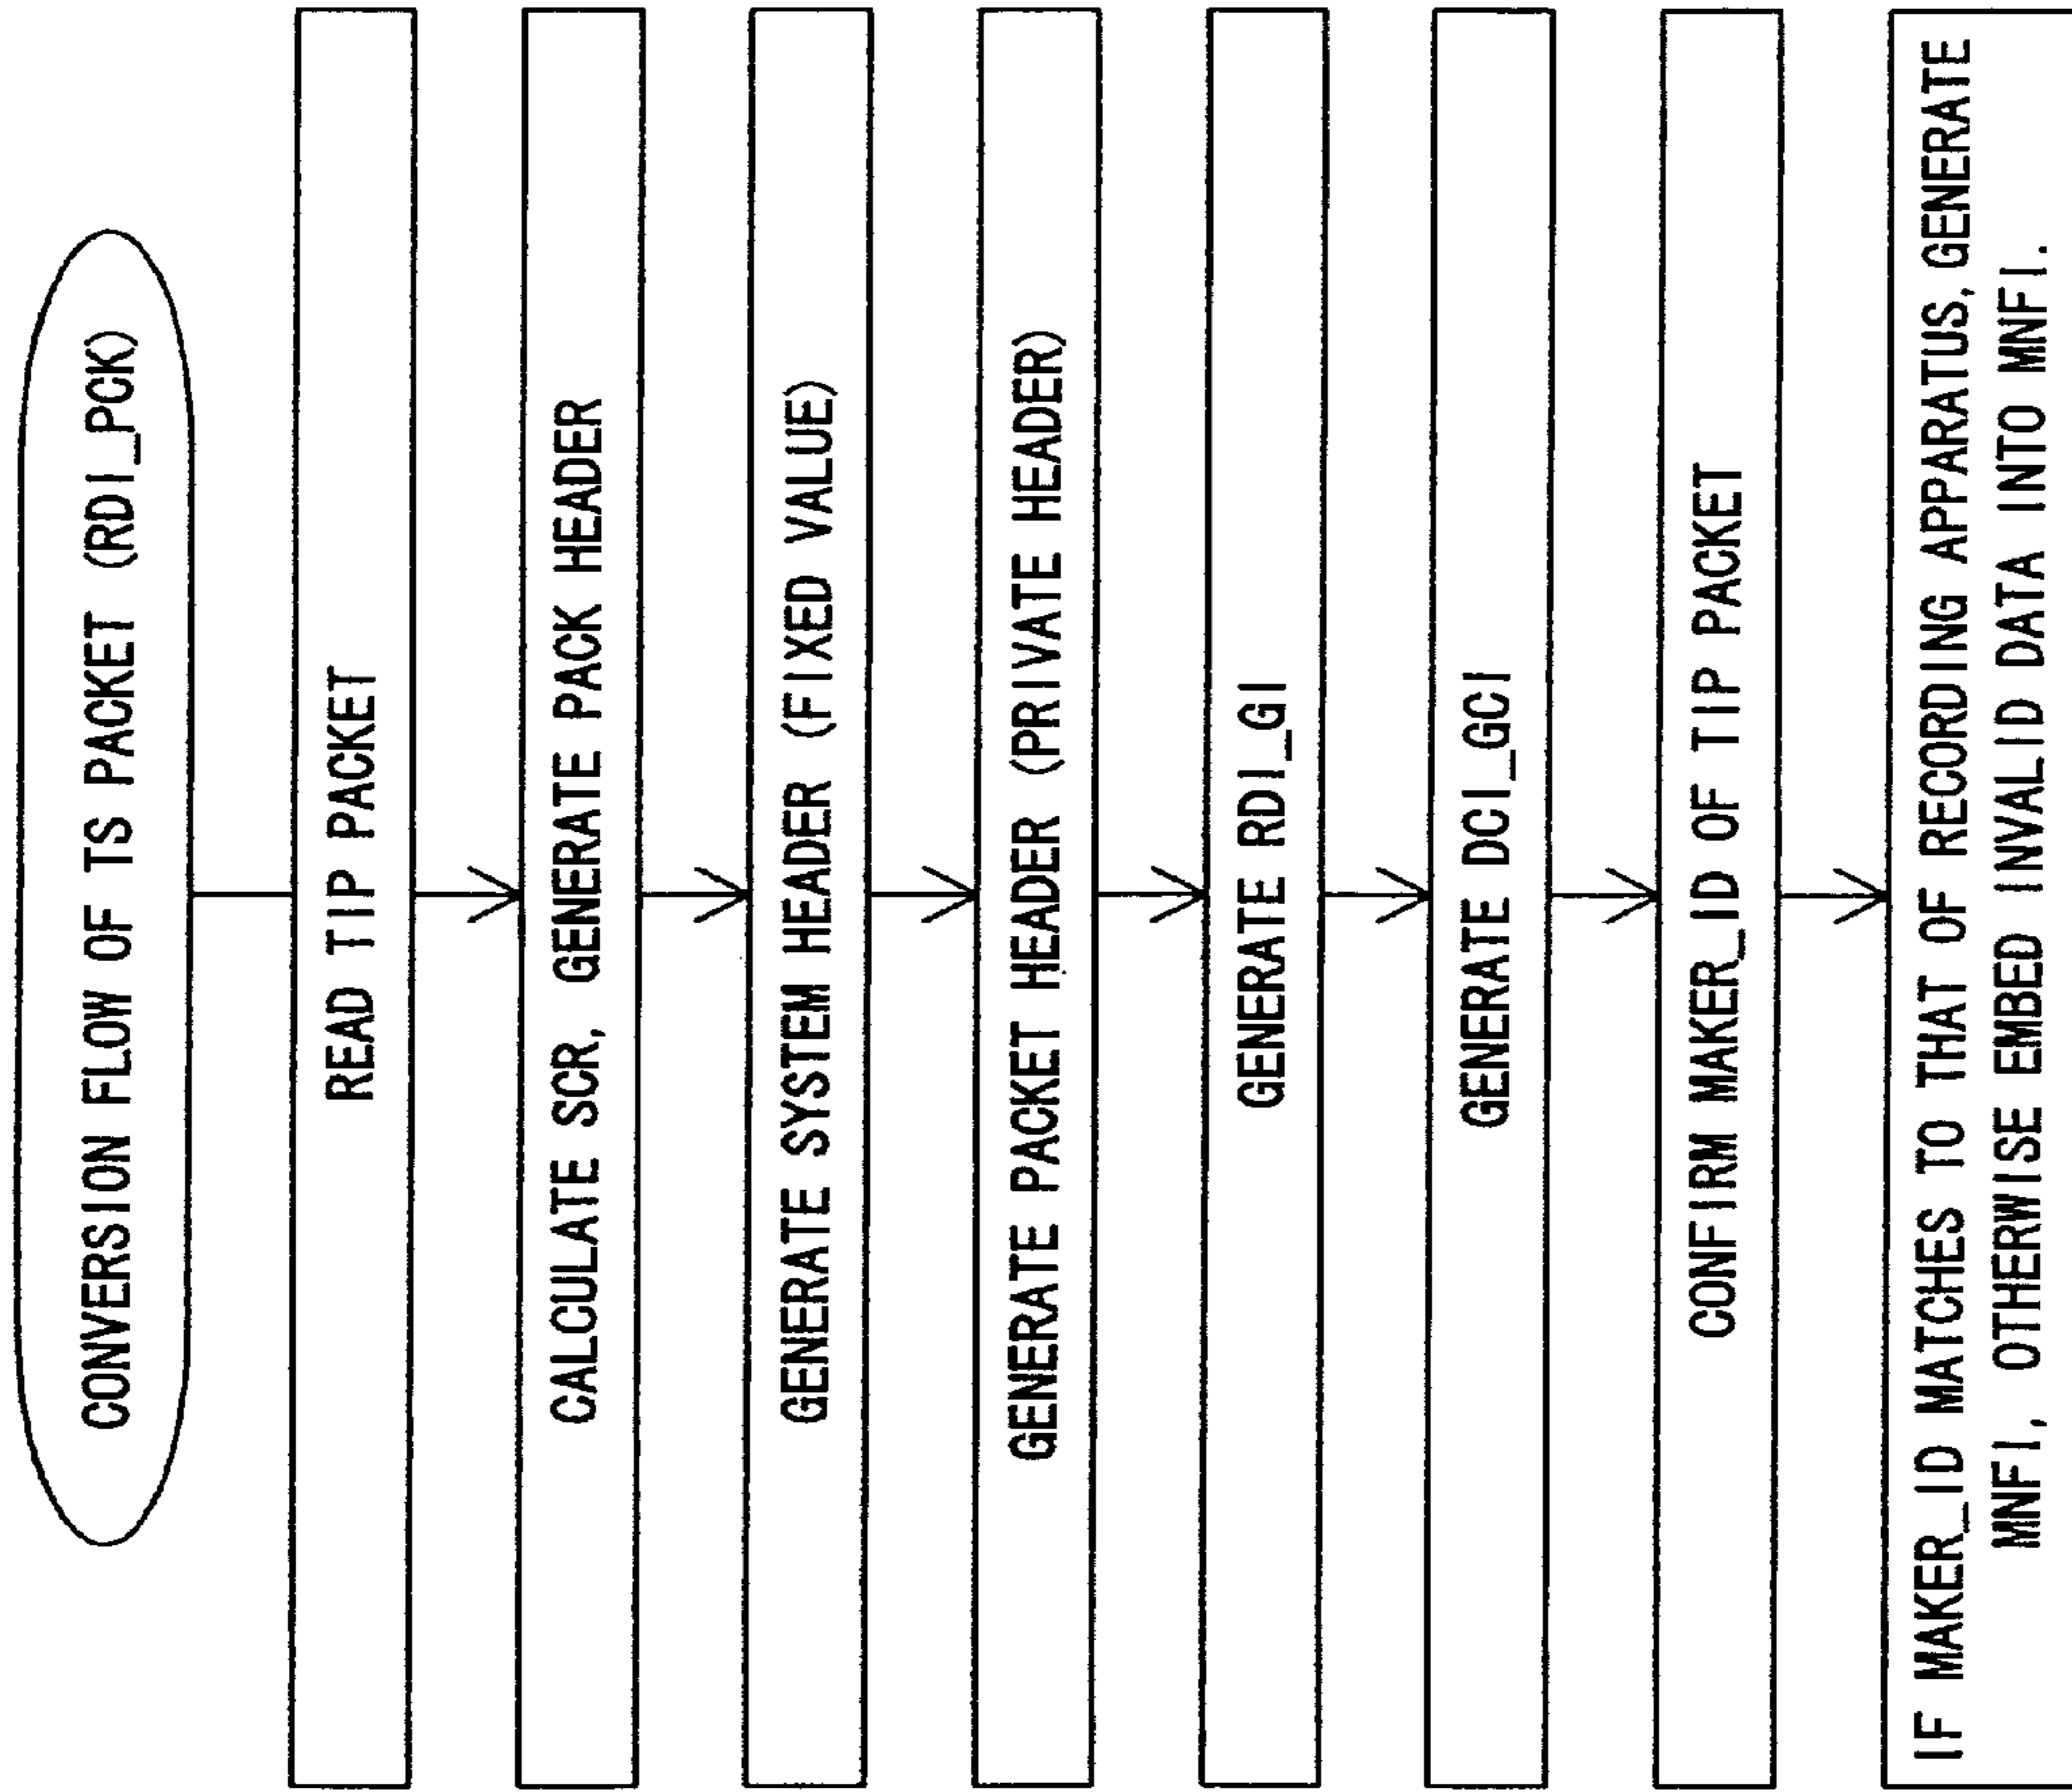 CONVERSION FLOW OF TS PACKET (RDI_PCK)
READ TIP PACKET
CALCULATE SCR, GENERATE PACK HEADER
GENERATE SYSTEM HEADER (FIXED VALUE)
GENERATE PACKET HEADER (PRIVATE HEADER)
GENERATE RDI_GI
GENERATE DCI_GCI
CONFIRM MAKER_ID OF TIP PACKET
IF MAKER_ID MATCHES TO THAT OF RECORDING APPARATUS, GENERATE
MNFI, OTHERWISE EMBED INVALID DATA INTO MNFI.